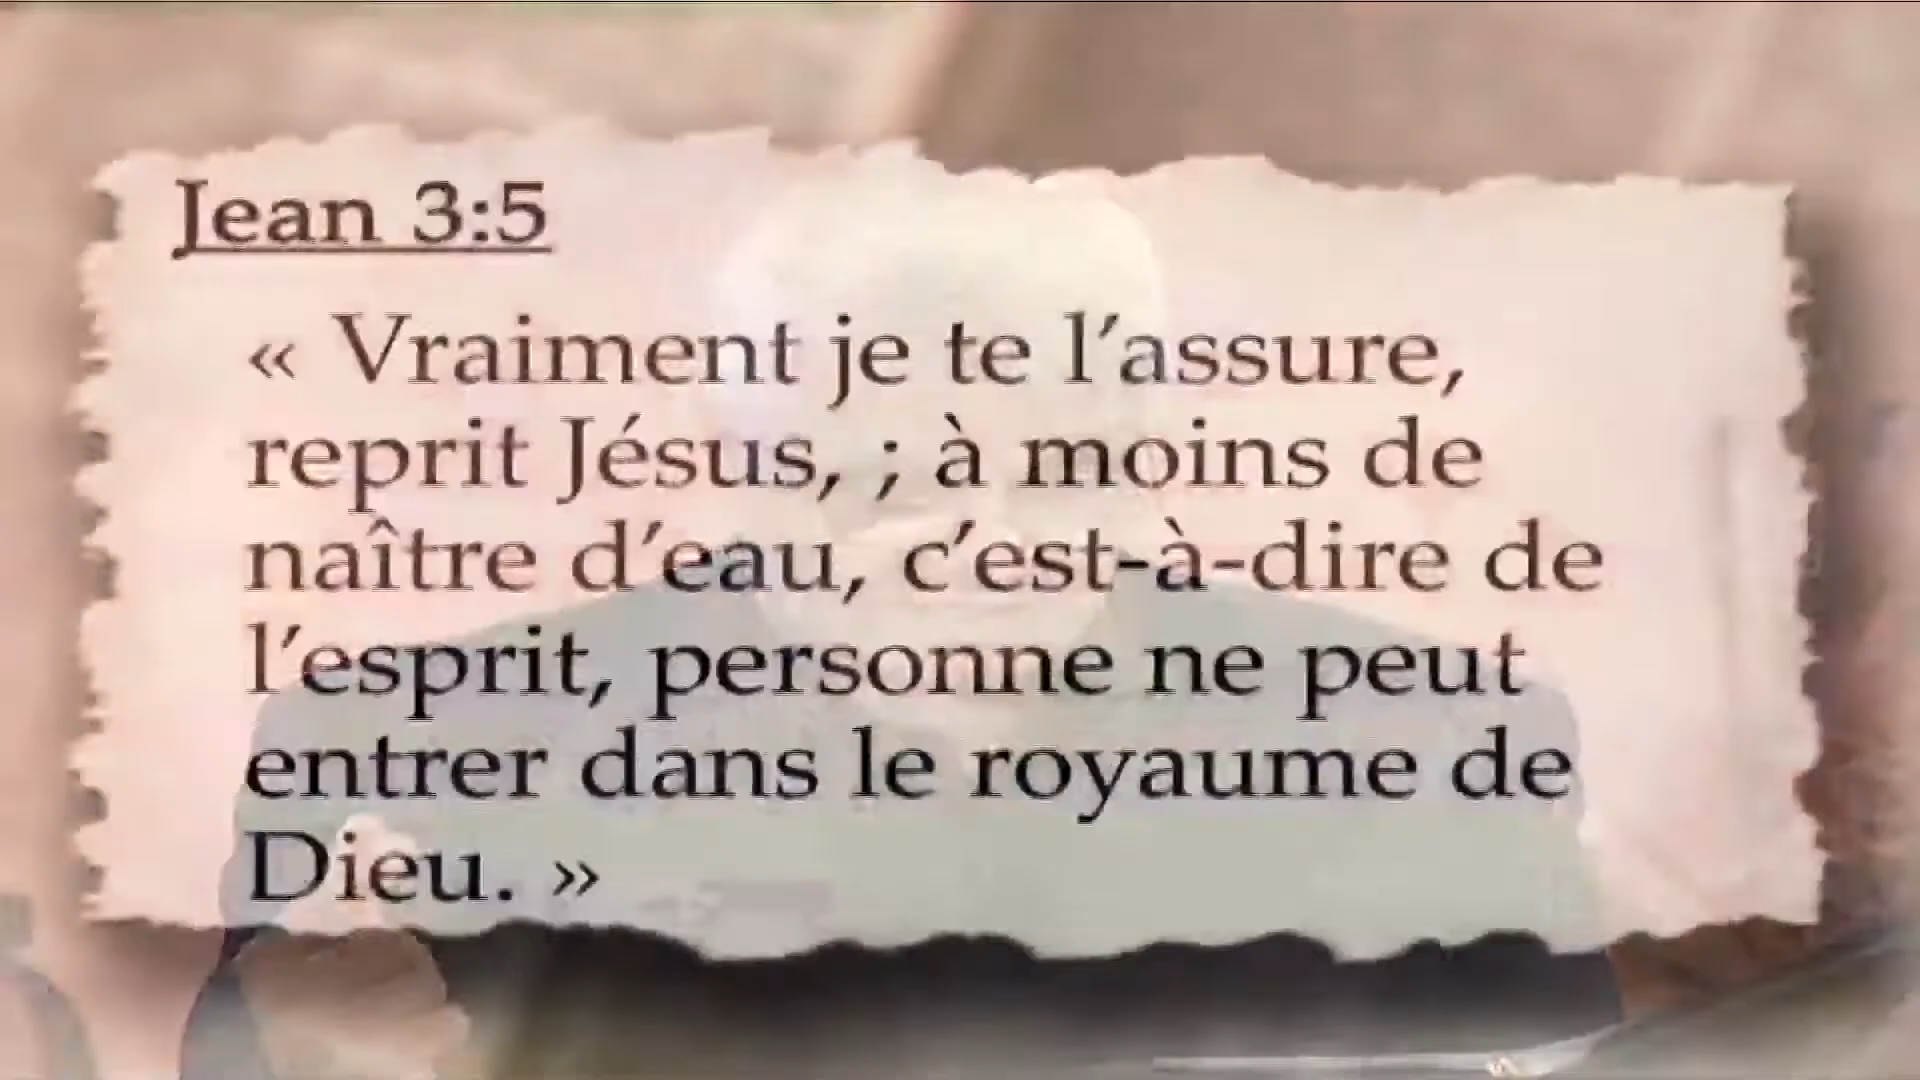 Jean 3:5
« Vraiment je te l’assure,
reprit Jésus, ; à moins de
naître d’eau, c’est-à-dire de
l’esprit, personne ne peut
entrer dans le royaume de
Dieu. »